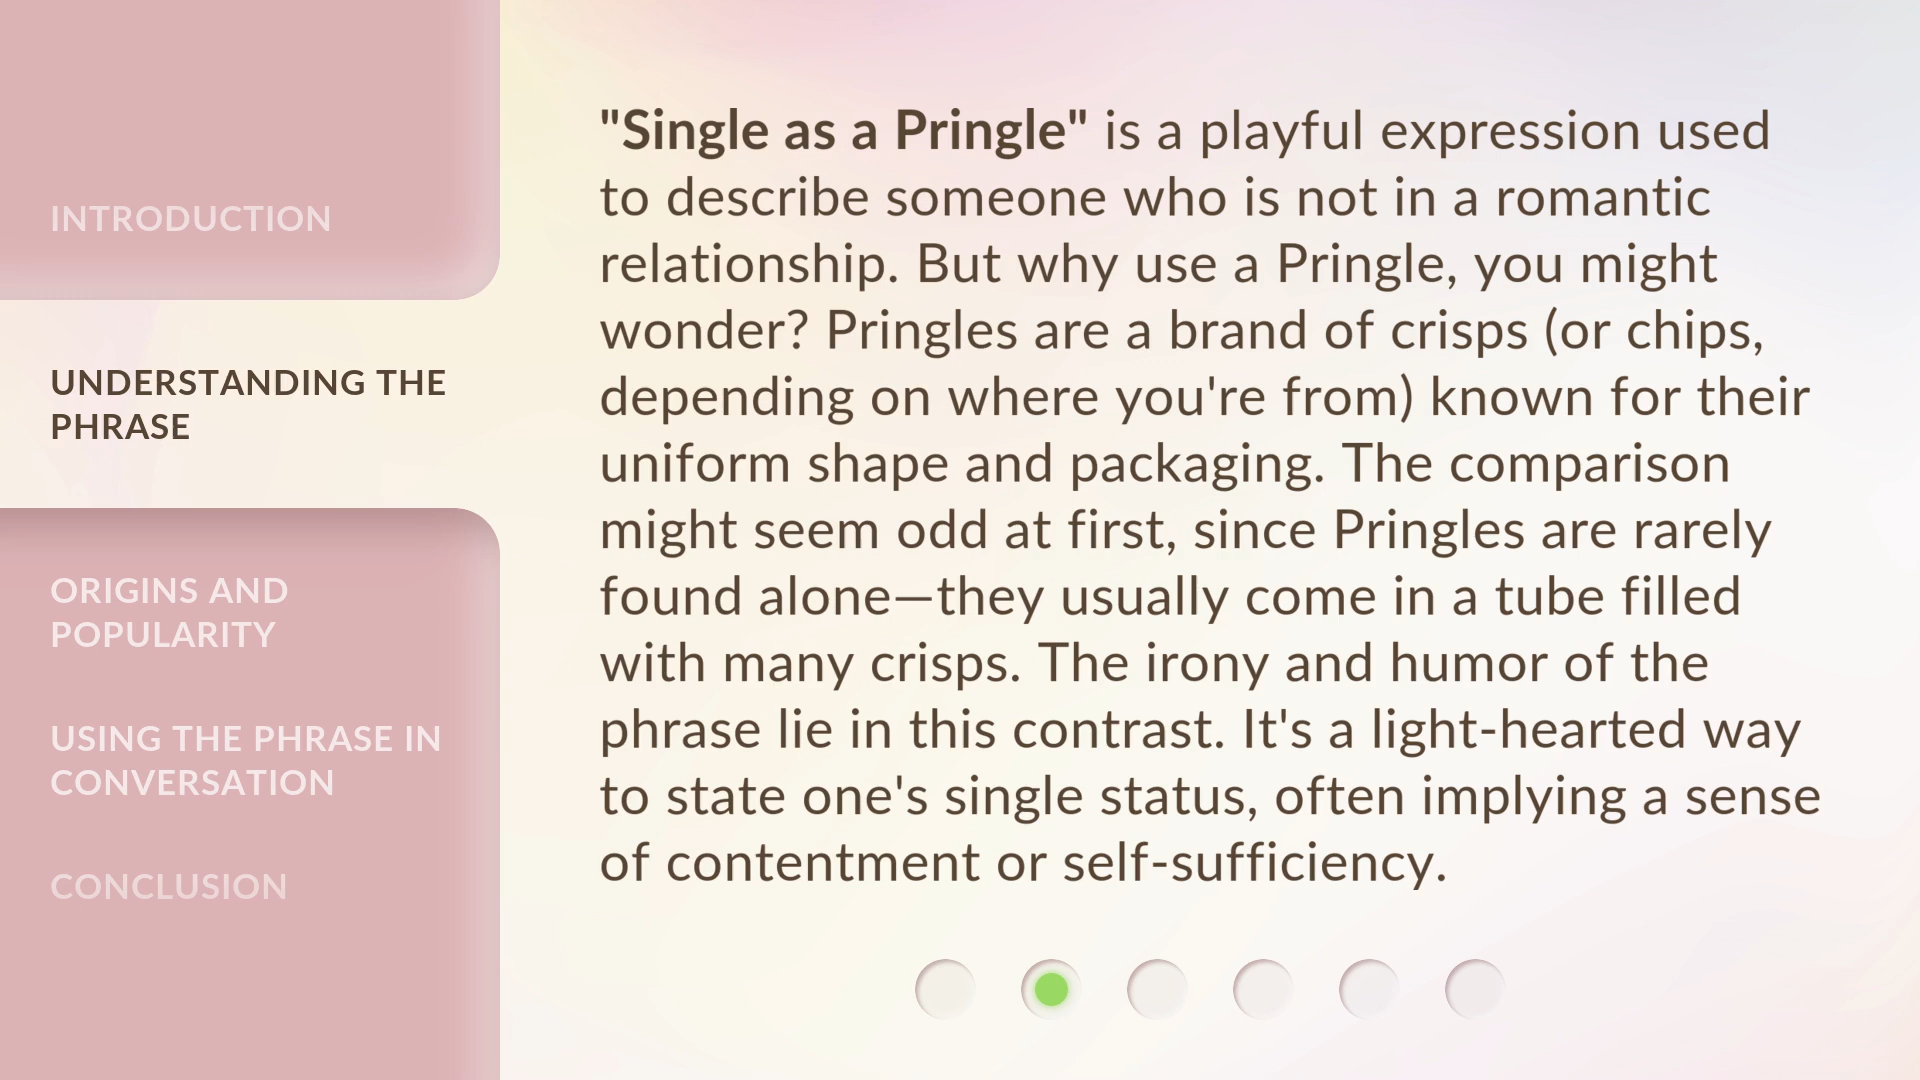 INTRODUCTION
UNDERSTANDING THE
PHRASE
ORIGINS AND
POPULARITY
USING THE PHRASE IN
CONVERSATION
CONCLUSION
"Single as a Pringle" is a playful expression used
to describe someone who is not in a romantic
relationship. But why use a Pringle, you might
wonder? Pringles are a brand of crisps (or chips,
depending on where you're from) known for their
uniform shape and packaging. The comparison
might seem odd at first, since Pringles are rarely
found alone—they usually come in a tube filled
with many crisps. The irony and humor of the
phrase lie in this contrast. It's a light-hearted way
to state one's single status, often implying a sense
of contentment or self-sufficiency.